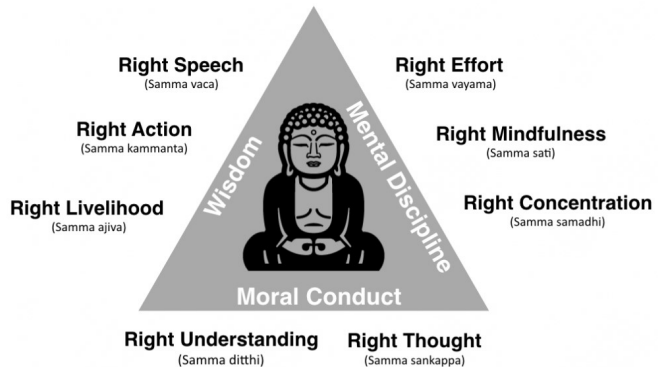 Right Speech
(Samma vaca)
Right Action
(Samma kammanta)
Right Livelihood
(Samma ajiva)
Wisdom
Mental Discipline
Right Effort
(Samma vayama)
Right Mindfulness
(Samma sati)
Right Concentration
(Samma samadhi)
Moral Conduct
Right Understanding
(Samma ditthi)
Right Thought
(Samma sankappa)